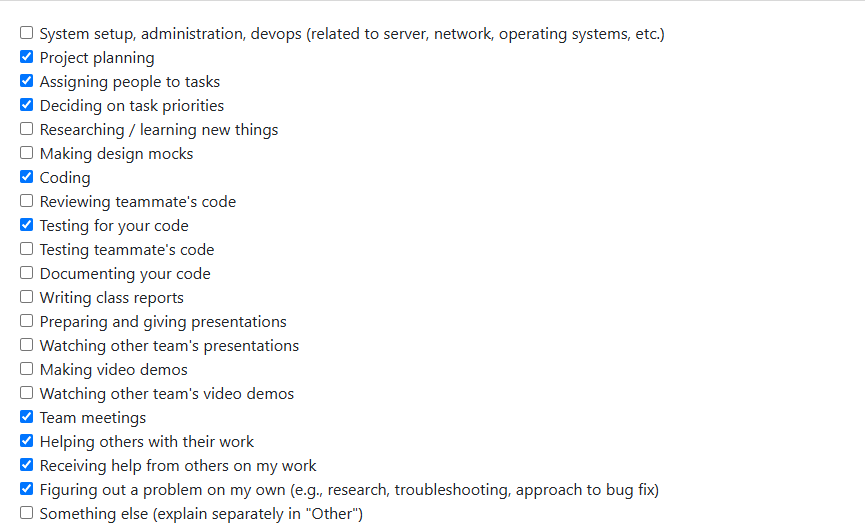 System setup, administration, devops (related to server, network, operating systems, etc.)
Project planning
Assigning people to tasks
Deciding on task priorities
Researching / learning new things
Making design mocks
Coding
Reviewing teammate's code
Testing for your code
Testing teammate's code
Documenting your code
Writing class reports
Preparing and giving presentations
Watching other team's presentations
Making video demos
Watching other team's video demos
Team meetings
Helping others with their work
Receiving help from others on my work
Figuring out a problem on my own (e.g., research, troubleshooting, approach to bug fix)
Something else (explain separately in "Other")